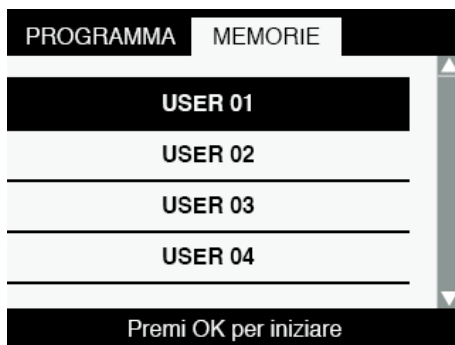 PROGRAMMA MEMORIE
USER 01
USER 02
USER 03
USER 04
Premi OK per iniziare